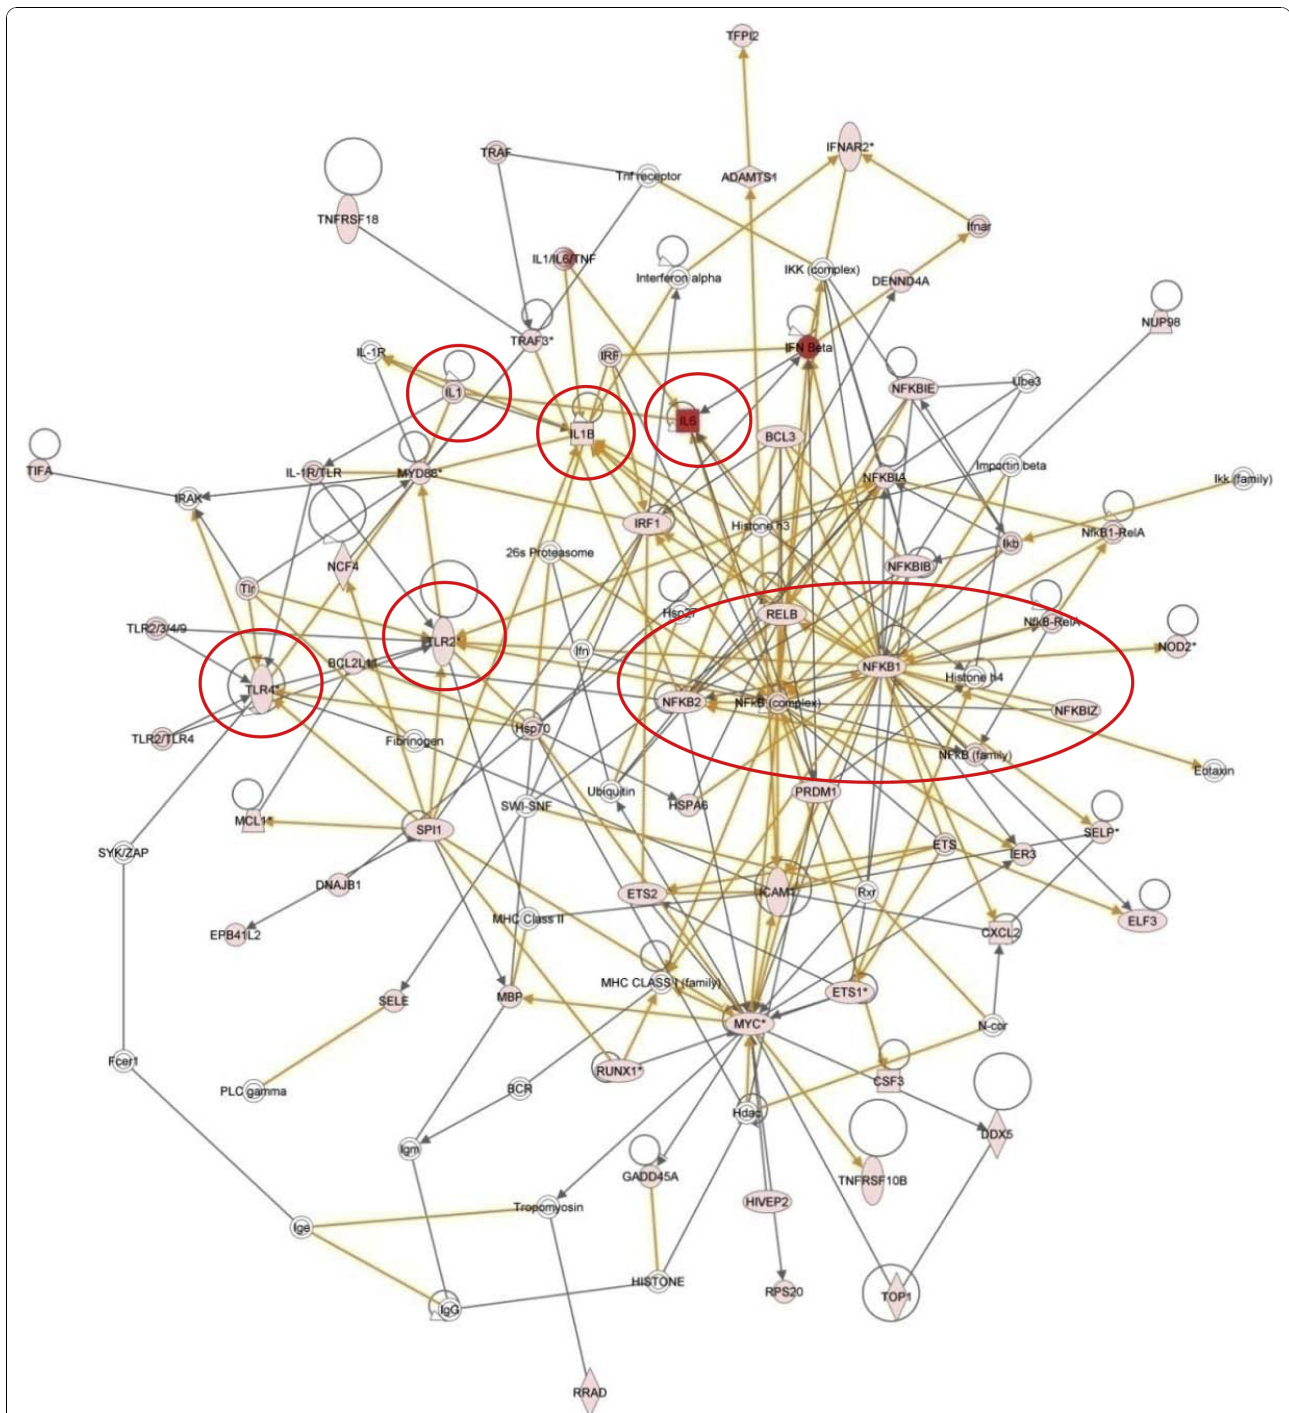 TFPI2
TRAF
IFNAR2*
Tnf receptor
ADAMTS1
TNFRSF18
Ifnar
IL1/IL6/TNF
Interferon alpha
IKK (complex)
DENND4A
NUP98
TRAF3*
IL-1R
IRF
IFN Beta
IL1
NFKBIE
Ube3
IL6
IL1B
BCL3
TIFA
IL-1R/TLR
MYD88*
NFKBIA
Importin beta
Ikk (family)
IRAK
IRF1
Histone h3
NfkB1-RelA
Ikb
26s Proteasome
NCF4
NFKBIB
Tlr
Hsp27
RELB
NfkB-RelA
TLR2/3/4/9
TLR2*
NOD2*
Ifn
BCL2L11
NFKB1
Histone h4
TLR4*
NFKB2
NFkB (complex)
NFKBIZ
TLR2/TLR4
Fibrinogen
Hsp70
NFkB (family)
Eotaxin
Ubiquitin
PRDM1
HSPA6
SWI-SNF
MCL1*
SPI1
SELP*
SYK/ZAP
ETS
IER3
DNAJB1
ETS2
ICAM1
Rxr
MHC Class II
ELF3
EPB41L2
CXCL2
MHC CLASS I (family)
SELE
MBP
ETS1*
MYC*
N-cor
Fcer1
RUNX1*
PLC gamma
BCR
CSF3
Hdac
DDX5
Igm
GADD45A
TNFRSF10B
HIVEP2
Tropomyosin
Ige
HISTONE
RPS20
TOP1
IgG
RRAD